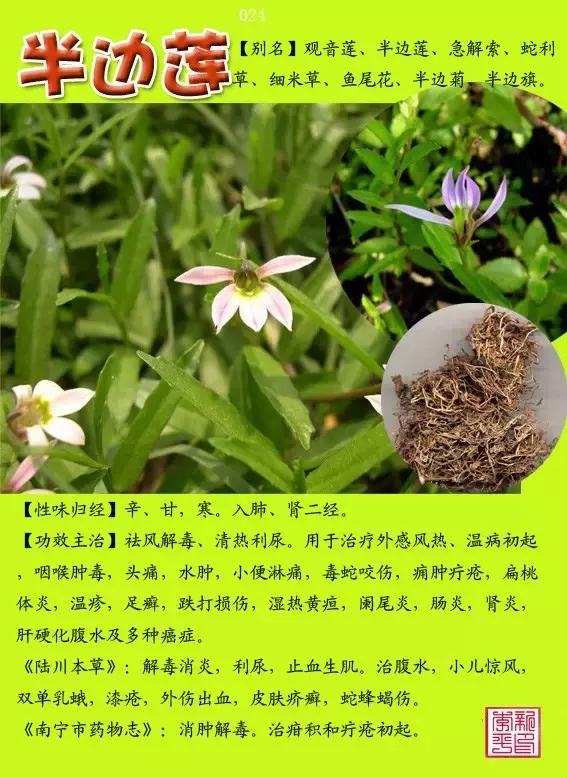 024
半边莲
【别名】观音莲、半边莲、急解索、蛇利
草、细米草、鱼尾花、半边菊、半边旗。
【性味归经】辛、甘，寒。入肺、肾二经。
【功效主治】祛风解毒、清热利尿。用于治疗外感风热、温病初起
，咽喉肿毒，头痛，水肿，小便淋痛，毒蛇咬伤，痈肿疔疮，扁桃
体炎，湿疹，足癣，跌打损伤，湿热黄疸，阑尾炎，肠炎，肾炎，
肝硬化腹水及多种癌症。
《陆川本草》：解毒消炎，利尿，止血生肌。治腹水，小儿惊风，
双单乳蛾，漆疮，外伤出血，皮肤疥癣，蛇蜂蝎伤。
《南宁市药物志》：消肿解毒。治疳积和疔疮初起。